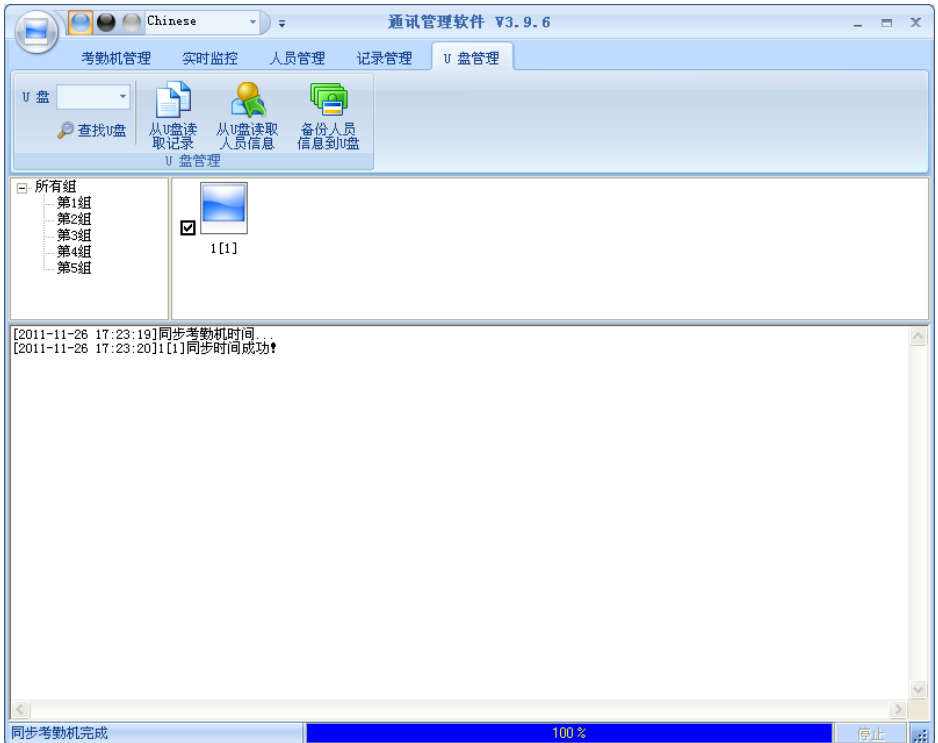 Chinese
通讯管理软件 V3.9.6
考勤机管理 实时监控 人员管理 记录管理 U 盘管理
U 盘
查找U盘
从U盘读
取记录
从U盘读取
人员信息
备份人员
信息到U盘
U 盘管理
所有组
第1组
第2组
第3组
第4组
第5组
1[1]
[2011-11-26 17:23:19]同步考勤机时间...
[2011-11-26 17:23:20]1[1]同步时间成功!
同步考勤机完成
100%
停止